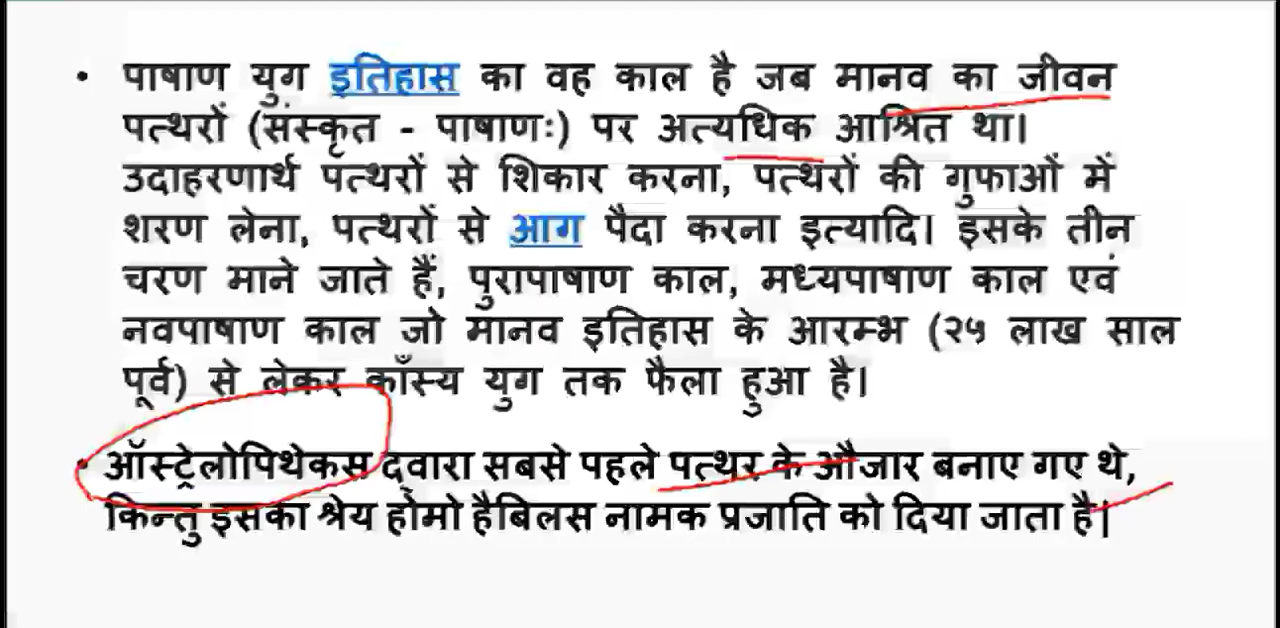 • पाषाण युग इतिहास का वह काल है जब मानव का जीवन
पत्थरों (संस्कृत - पाषाणः) पर अत्यधिक आश्रित था।
उदाहरणार्थ पत्थरों से शिकार करना, पत्थरों की गुफाओं में
शरण लेना, पत्थरों से आग पैदा करना इत्यादि। इसके तीन
चरण माने जाते हैं, पुरापाषाण काल, मध्यपाषाण काल एवं
नवपाषाण काल जो मानव इतिहास के आरम्भ (२५ लाख साल
पूर्व) से लेकर काँस्य युग तक फैला हुआ है।
• ऑस्ट्रेलोपिथेकस द्वारा सबसे पहले पत्थर के औजार बनाए गए थे,
किन्तु इसका श्रेय होमो हैबिलस नामक प्रजाति को दिया जाता है।